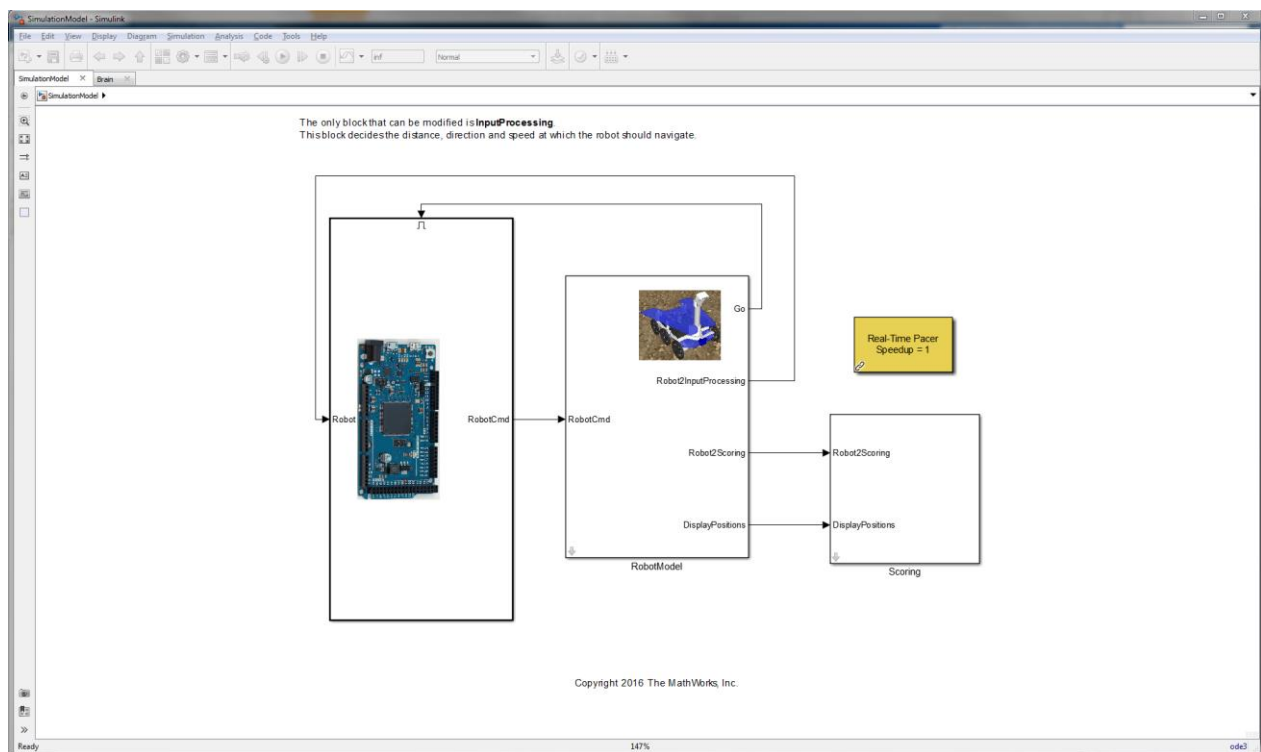 SimulationModel - Simulink
File Edit View Display Diagram Simulation Analysis Code Tools Help
inf
Normal
SimulationModel
Brain
SimulationModel
The only block that can be modified is InputProcessing.
This block decides the distance, direction and speed at which the robot should navigate.
Go
Real-Time Pacer
Speedup = 1
Robot2InputProcessing
Robot
RobotCmd
RobotCmd
Robot2Scoring
Robot2Scoring
DisplayPositions
DisplayPositions
RobotModel
Scoring
Copyright 2016 The MathWorks, Inc.
Ready
147%
ode3